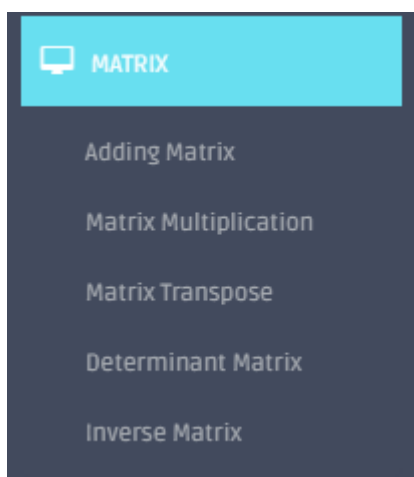 MATRIX
Adding Matrix
Matrix Multiplication
Matrix Transpose
Determinant Matrix
Inverse Matrix